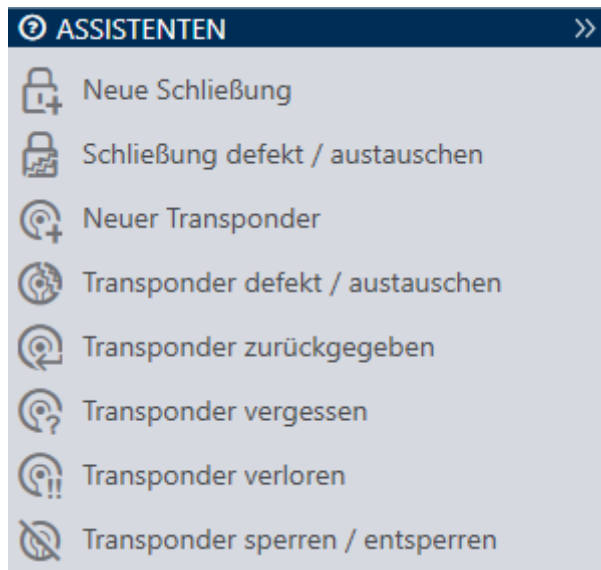 ASSISTENTEN
Neue Schließung
Schließung defekt / austauschen
Neuer Transponder
Transponder defekt / austauschen
Transponder zurückgegeben
Transponder vergessen
Transponder verloren
Transponder sperren / entsperren